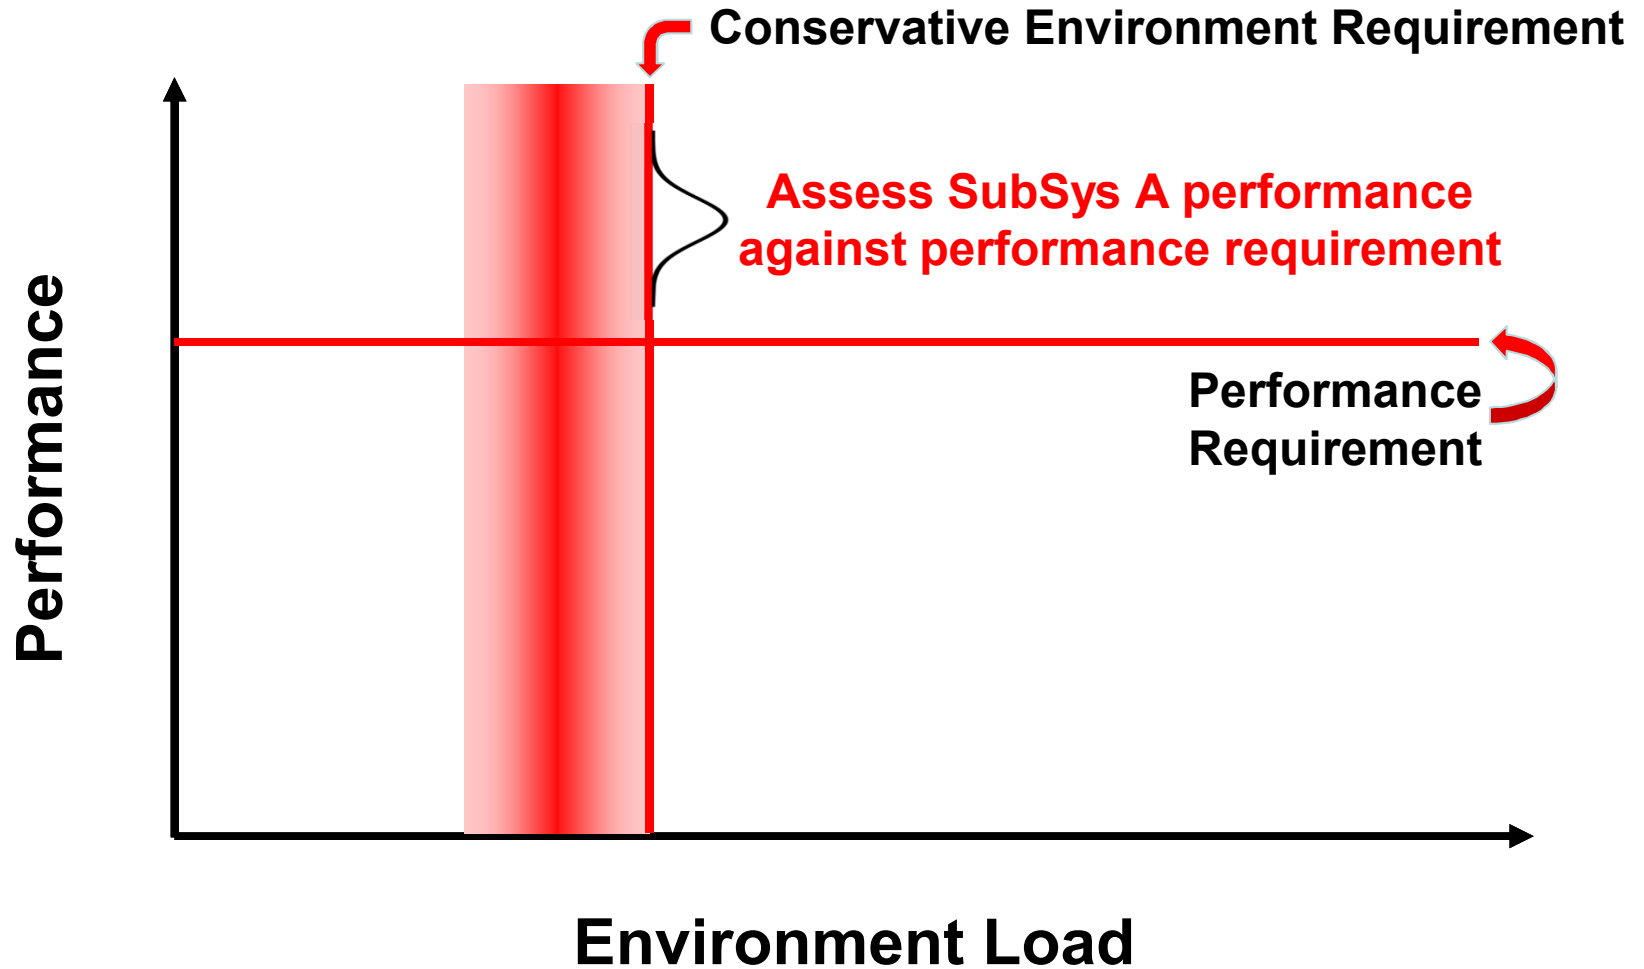 Conservative Environment Requirement
Assess SubSys A performance
against performance requirement
Performance
Requirement
Performance
Environment Load